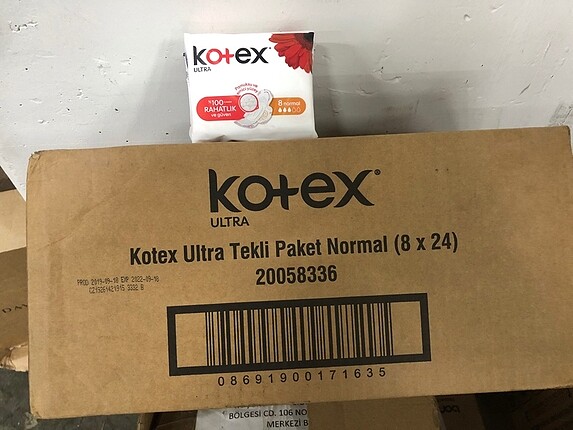 kotex
ULTRA
%100
RAHATLIK
ve güven
8 normal
kotex®
ULTRA
Kotex Ultra Tekli Paket Normal (8 x 24)
20058336
PROD 2019-09-10 EXP 2022-09-10
08691900171635
BÖLGESİ CD. 106 NO
MERKEZİ B